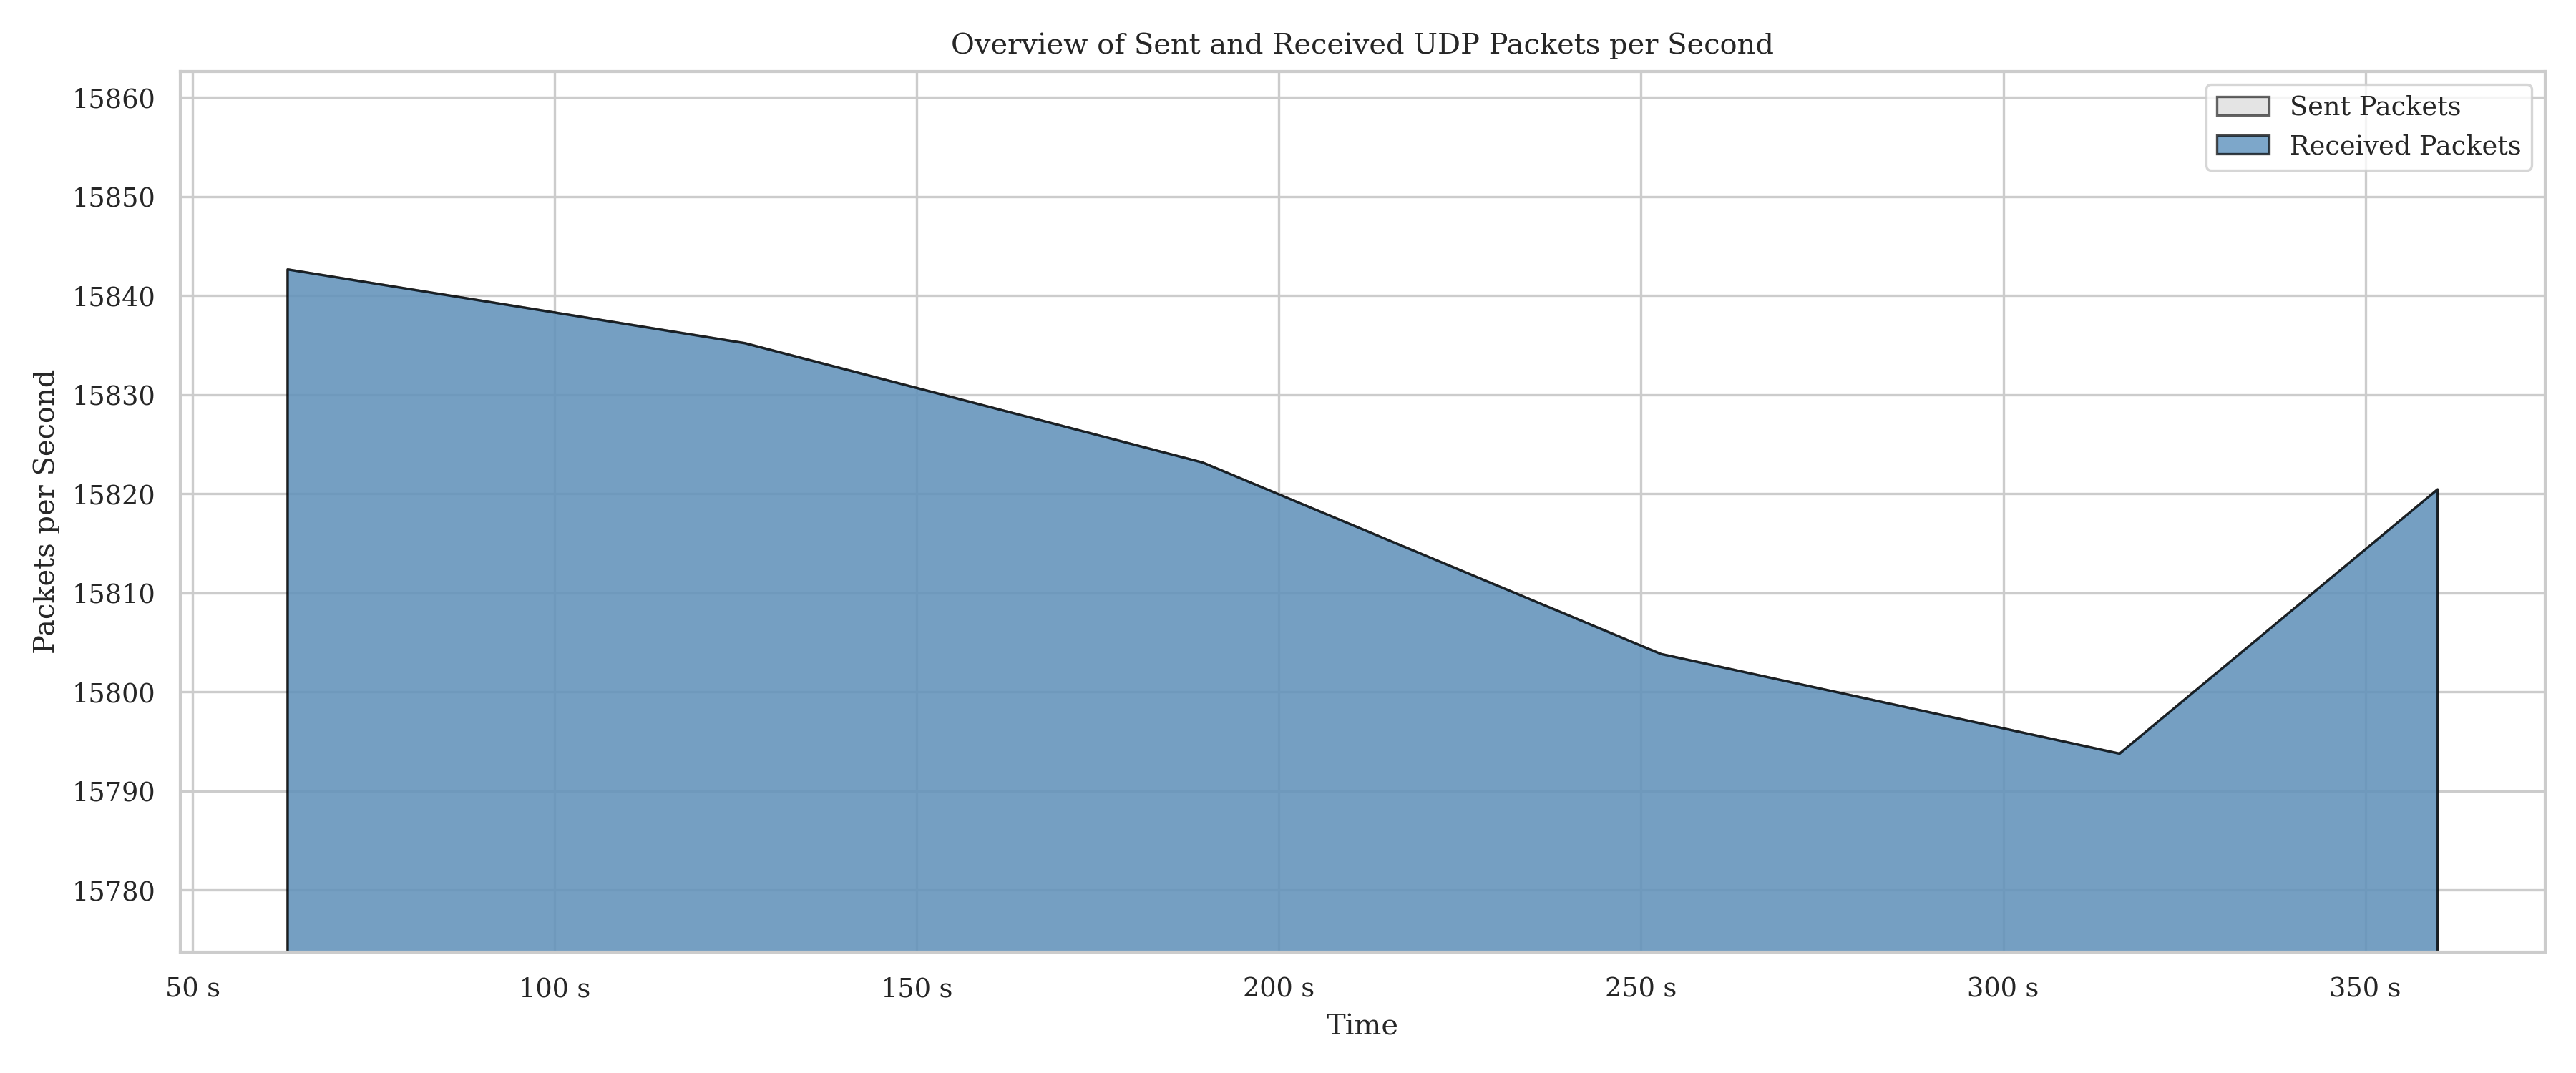 Overview of Sent and Received UDP Packets per Second
Sent Packets
Received Packets
Packets per Second
15860
15850
15840
15830
15820
15810
15800
15790
15780
50 s
100 s
150 s
200 s
250 s
300 s
350 s
Time